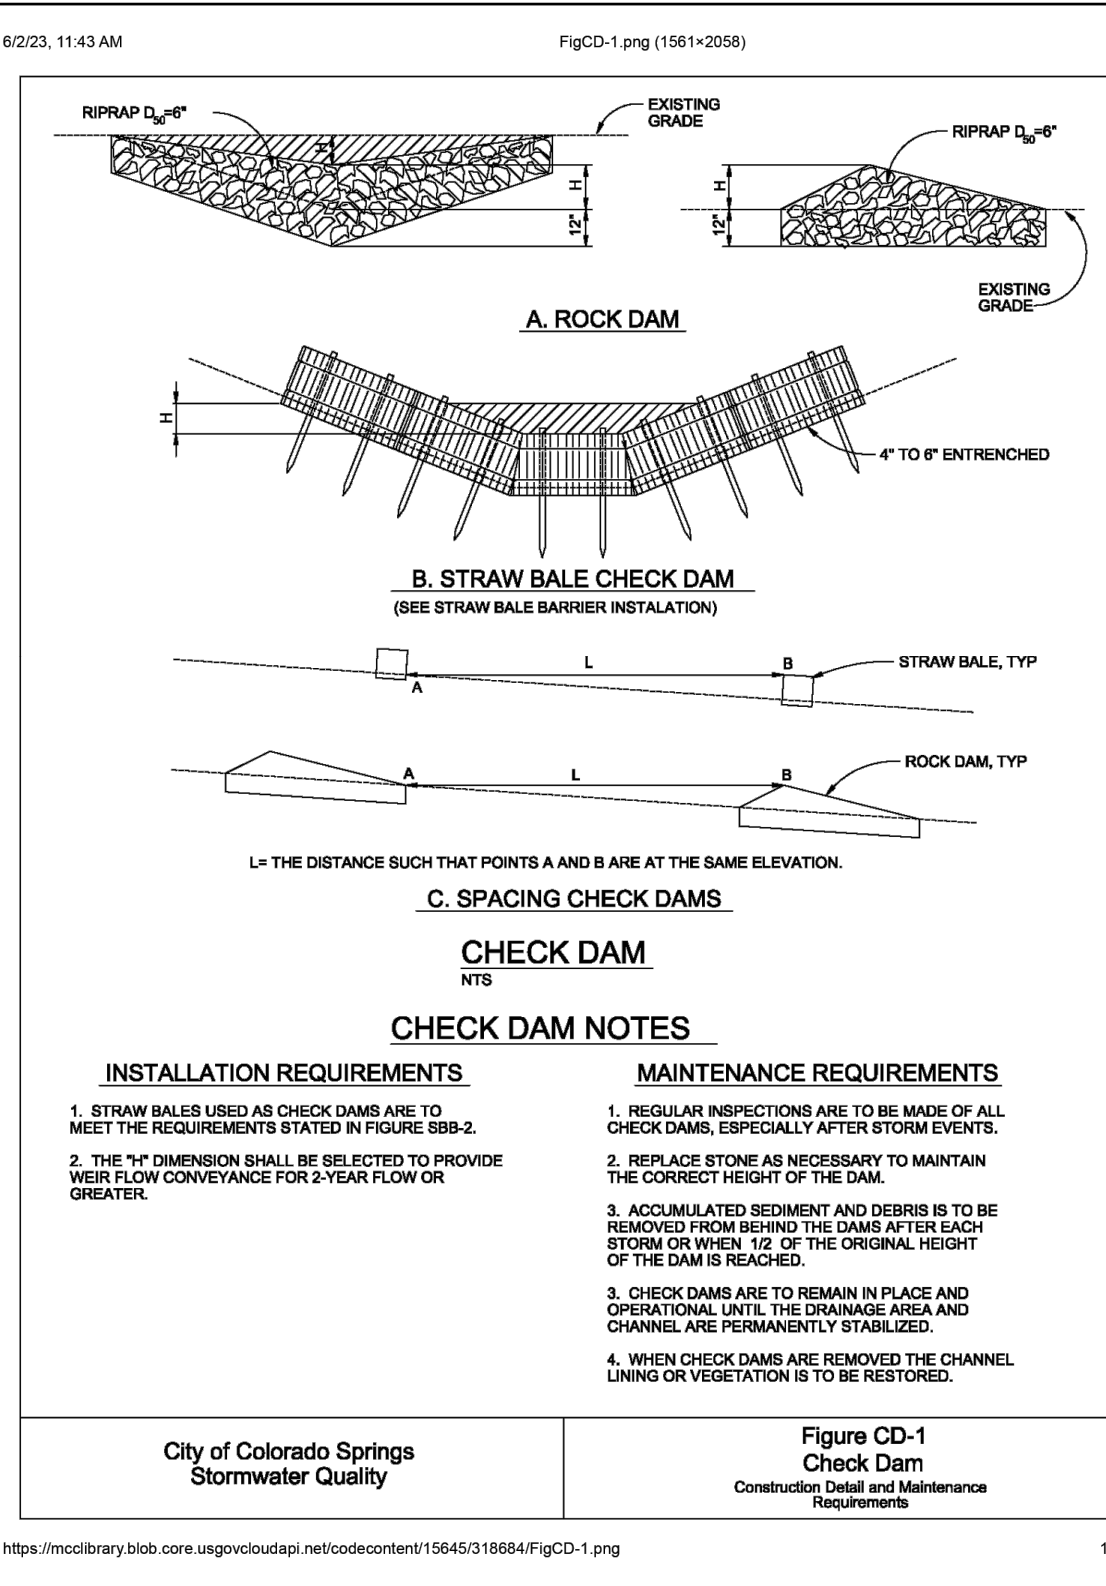 6/2/23, 11:43 AM
FigCD-1.png (1561×2058)
RIPRAP D50=6"
EXISTING
GRADE
H
H
12"
RIPRAP D50=6"
H
12"
EXISTING
GRADE
A. ROCK DAM
H
4" TO 6" ENTRENCHED
B. STRAW BALE CHECK DAM
(SEE STRAW BALE BARRIER INSTALATION)
L
B
STRAW BALE, TYP
A
A
L
B
ROCK DAM, TYP
L= THE DISTANCE SUCH THAT POINTS A AND B ARE AT THE SAME ELEVATION.
C. SPACING CHECK DAMS
CHECK DAM
NTS
CHECK DAM NOTES
INSTALLATION REQUIREMENTS
1. STRAW BALES USED AS CHECK DAMS ARE TO
MEET THE REQUIREMENTS STATED IN FIGURE SBB-2.
2. THE "H" DIMENSION SHALL BE SELECTED TO PROVIDE
WEIR FLOW CONVEYANCE FOR 2-YEAR FLOW OR
GREATER.
MAINTENANCE REQUIREMENTS
1. REGULAR INSPECTIONS ARE TO BE MADE OF ALL
CHECK DAMS, ESPECIALLY AFTER STORM EVENTS.
2. REPLACE STONE AS NECESSARY TO MAINTAIN
THE CORRECT HEIGHT OF THE DAM.
3. ACCUMULATED SEDIMENT AND DEBRIS IS TO BE
REMOVED FROM BEHIND THE DAMS AFTER EACH
STORM OR WHEN 1/2 OF THE ORIGINAL HEIGHT
OF THE DAM IS REACHED.
3. CHECK DAMS ARE TO REMAIN IN PLACE AND
OPERATIONAL UNTIL THE DRAINAGE AREA AND
CHANNEL ARE PERMANENTLY STABILIZED.
4. WHEN CHECK DAMS ARE REMOVED THE CHANNEL
LINING OR VEGETATION IS TO BE RESTORED.
City of Colorado Springs
Stormwater Quality
Figure CD-1
Check Dam
Construction Detail and Maintenance
Requirements
https://mcclibrary.blob.core.usgovcloudapi.net/codecontent/15645/318684/FigCD-1.png
1